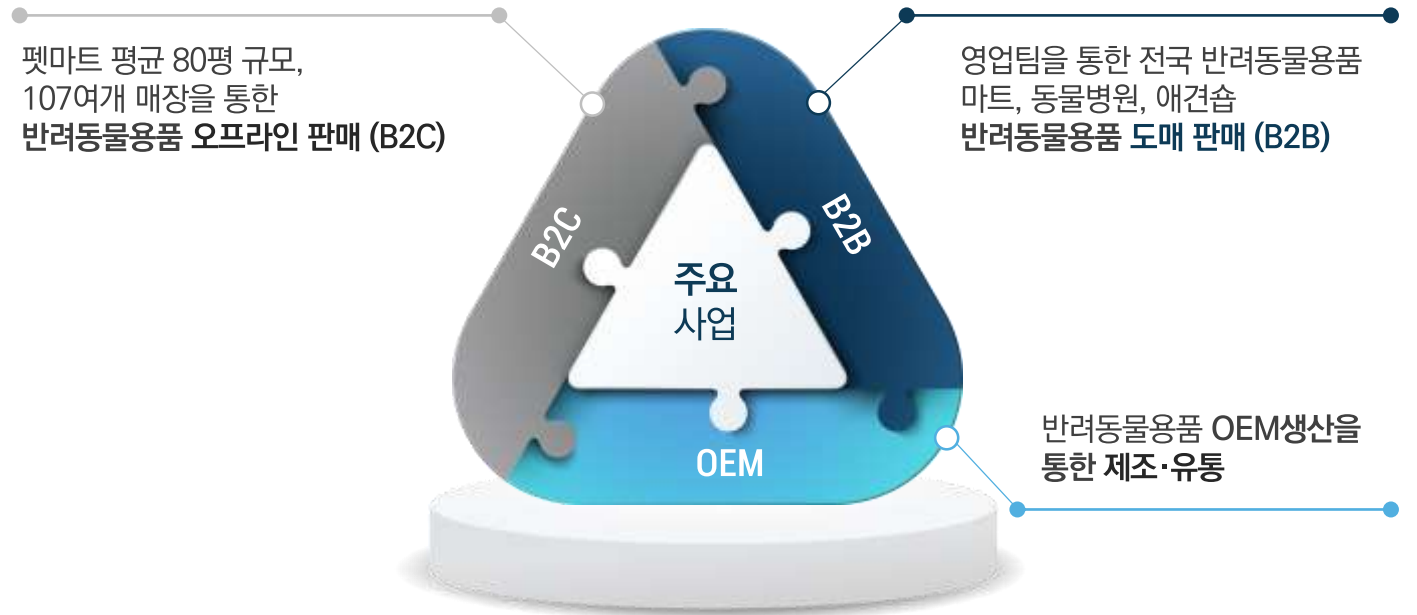 펫마트 평균 80평 규모,
107여개 매장을 통한
반려동물용품 오프라인 판매 (B2C)
영업팀을 통한 전국 반려동물용품
마트, 동물병원, 애견숍
반려동물용품 도매 판매 (B2B)
B2C
B2B
주요
사업
OEM
반려동물용품 OEM생산을
통한 제조·유통